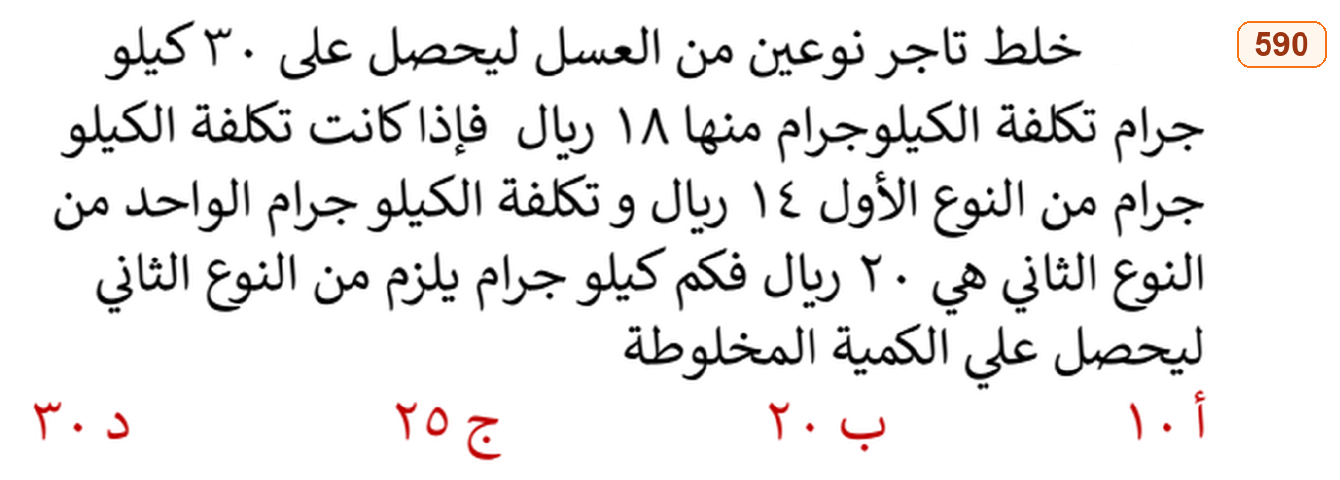 590
خلط تاجر نوعين من العسل ليحصل على ٣٠ كيلو
جرام تكلفة الكيلوجرام منها ١٨ ريال فإذا كانت تكلفة الكيلو
جرام من النوع الأول ١٤ ريال و تكلفة الكيلو جرام الواحد من
النوع الثاني هي ٢٠ ريال فكم كيلو جرام يلزم من النوع الثاني
ليحصل علي الكمية المخلوطة
أ ١٠ ب ٢٠ ج ٢٥ د ٣٠